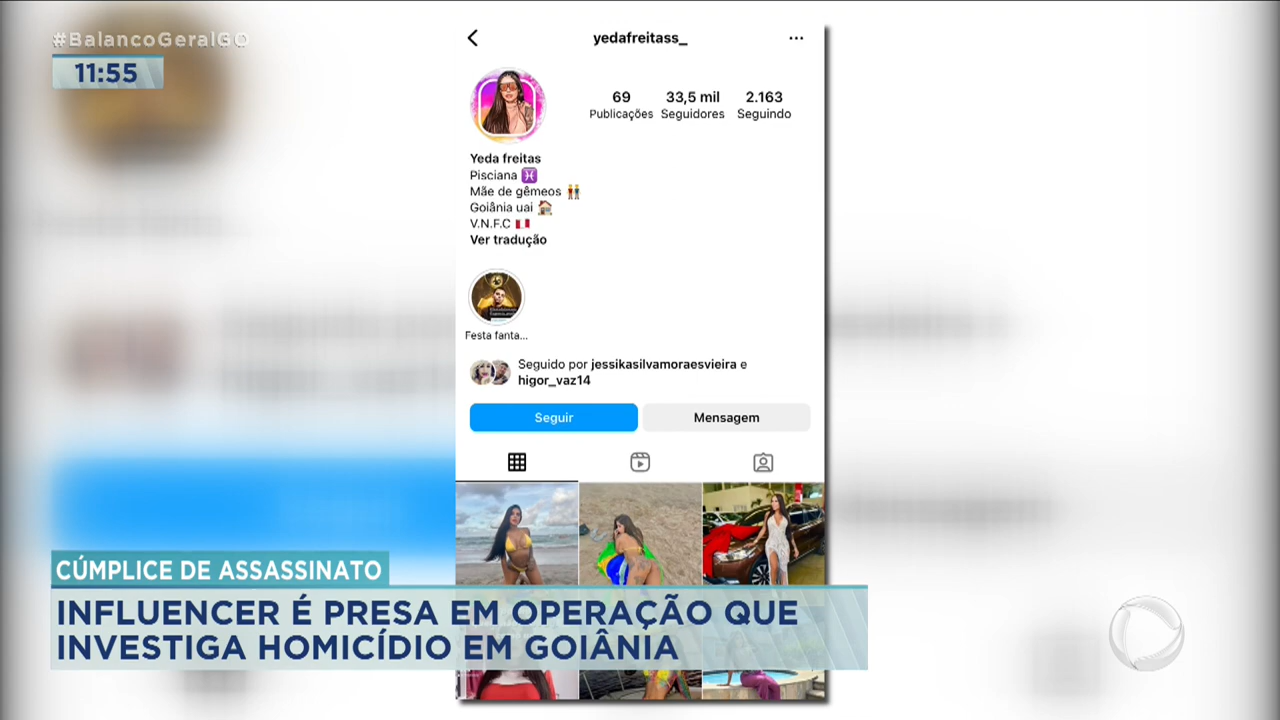 #BalancoGeralGO
11:55
yedafreitass_
69
33,5 mil
2.163
Publicações
Seguidores
Seguindo
Yeda freitas
Pisciana
Mãe de gêmeos
Goiânia uai
V.N.F.C
Ver tradução
Festa fanta...
Seguido por jessikasilvamoraesvieira e
higor_vaz14
Seguir
Mensagem
CÚMPLICE DE ASSASSINATO
INFLUENCER É PRESA EM OPERAÇÃO QUE
INVESTIGA HOMICÍDIO EM GOIÂNIA